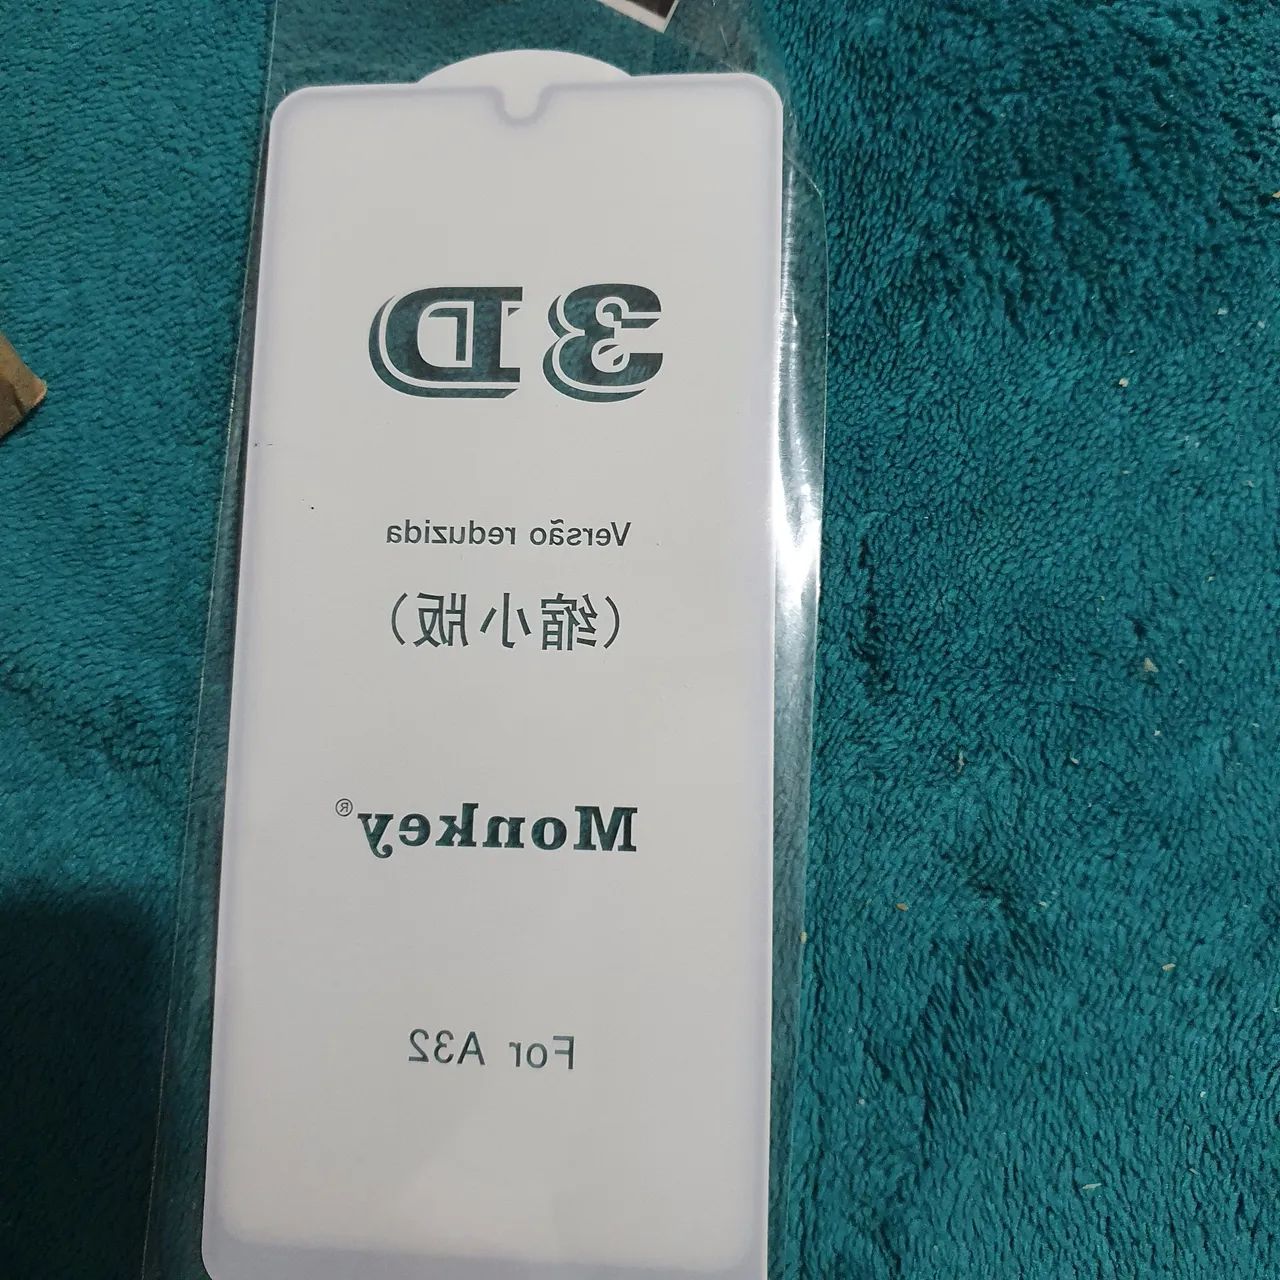 3D
Versão reduzida
（缩小版）
Monkey®
For A32